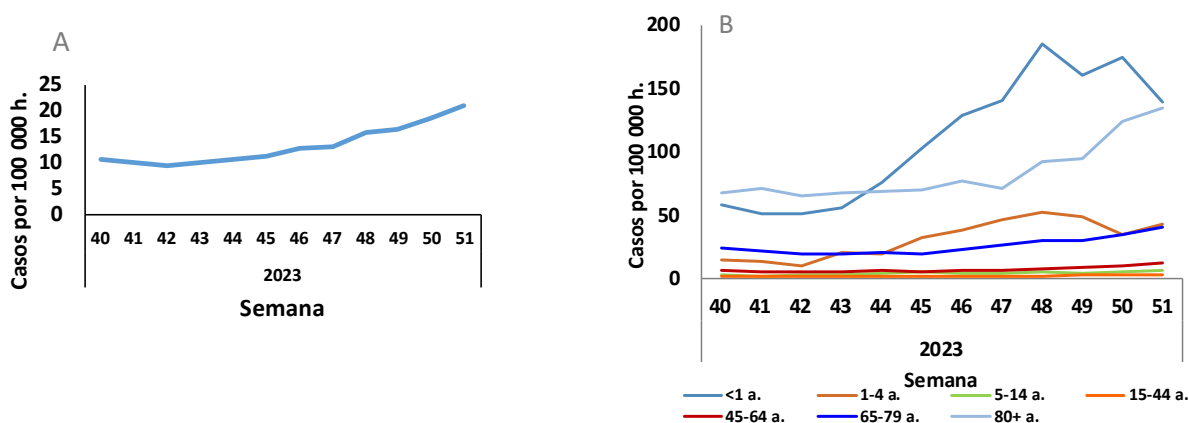 A
Casos por 100 000 h.
25
20
15
10
5
0
40 41 42 43 44 45 46 47 48 49 50 51
2023
Semana
B
Casos por 100 000 h.
200
150
100
50
0
40 41 42 43 44 45 46 47 48 49 50 51
2023
Semana
<1 a. 1-4 a. 5-14 a. 15-44 a.
45-64 a. 65-79 a. 80+ a.